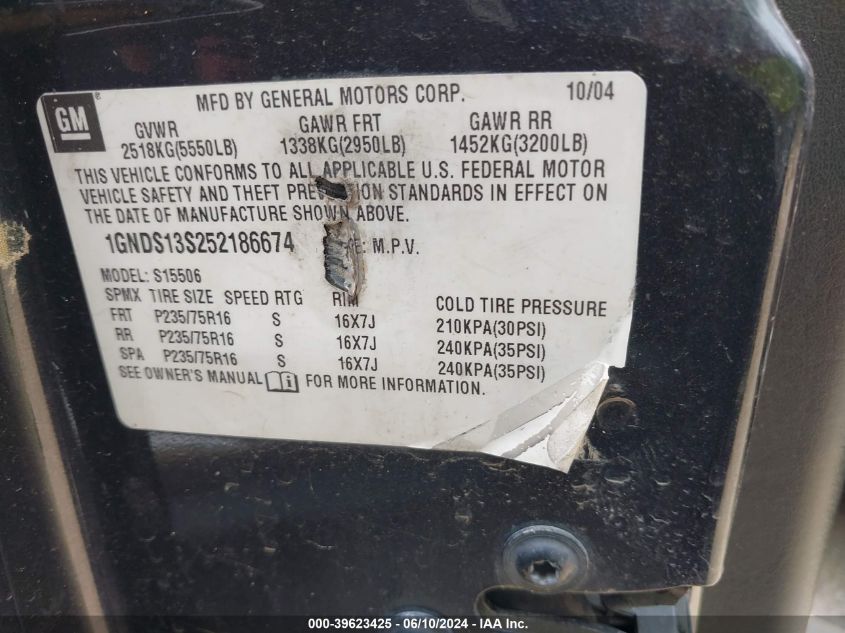 GM ®
MFD BY GENERAL MOTORS CORP. 10/04
GVWR GAWR FRT GAWR RR
2518KG(5550LB) 1338KG(2950LB) 1452KG(3200LB)
THIS VEHICLE CONFORMS TO ALL APPLICABLE U.S. FEDERAL MOTOR
VEHICLE SAFETY AND THEFT STANDARDS IN EFFECT ON
THE DATE OF MANUFACTURE SHOWN ABOVE.
1GNDS13S252186674 M.P.V.
MODEL: S15506
SPMX TIRE SIZE SPEED RTG RIM COLD TIRE PRESSURE
FRT P235/75R16 S 16X7J 210KPA(30PSI)
RR P235/75R16 S 16X7J 240KPA(35PSI)
SPA P235/75R16 S 16X7J 240KPA(35PSI)
SEE OWNER'S MANUAL FOR MORE INFORMATION.
000-39623425 - 06/10/2024 - IAAI.COM